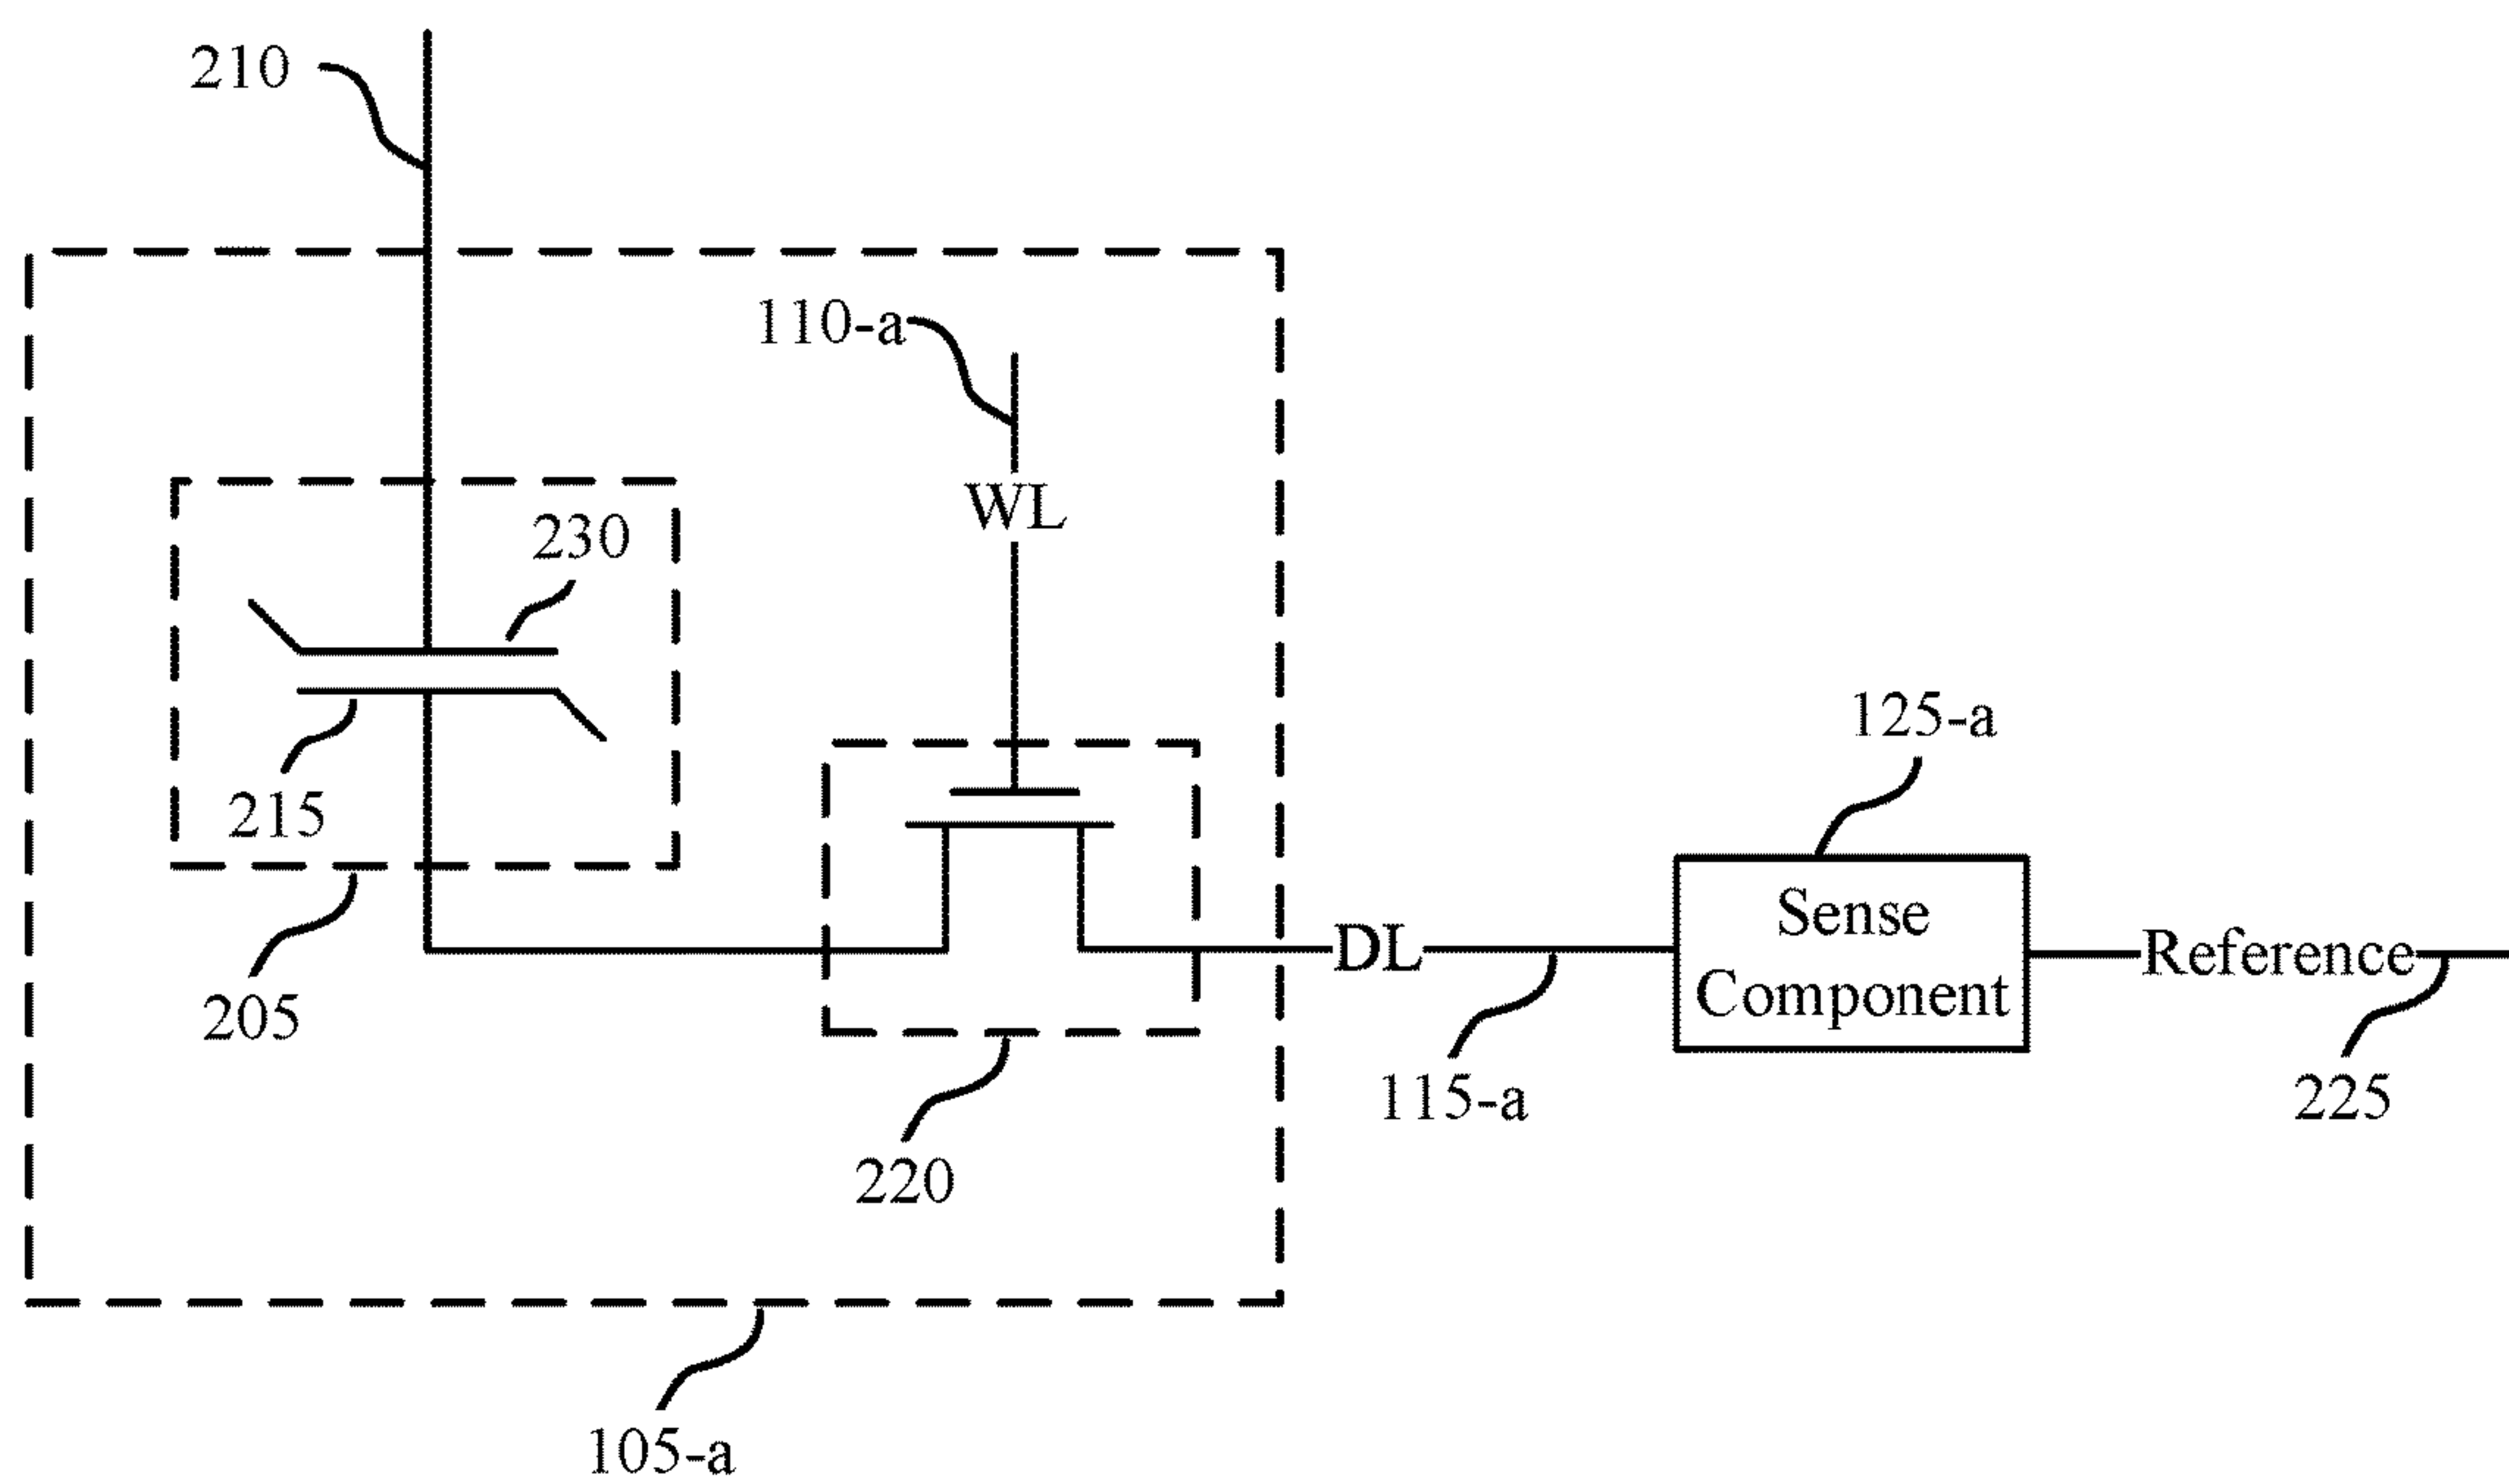 210
110-a
WL
230
215
125-a
Sense
Component
DL
Reference
205
115-a
225
220
105-a